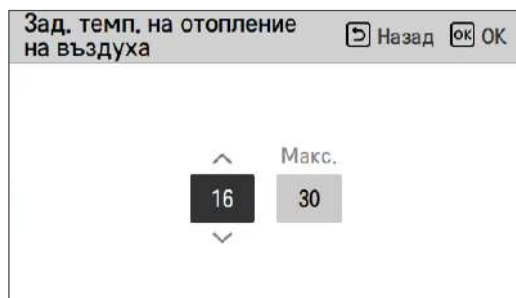 Зад. темп. на отопление
на въздуха
Назад
OK OK
Макс.
16
30